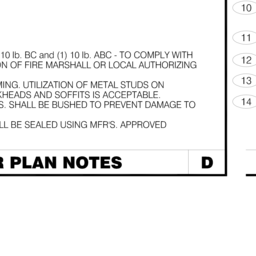 10 lb. BC and (1) 10 lb. ABC - TO COMPLY WITH
ON OF FIRE MARSHALL OR LOCAL AUTHORIZING
MING. UTILIZATION OF METAL STUDS ON
KHEADS AND SOFFITS IS ACCEPTABLE.
S. SHALL BE BUSHED TO PREVENT DAMAGE TO
LL BE SEALED USING MFR'S. APPROVED
R PLAN NOTES
D
10
11
12
13
14